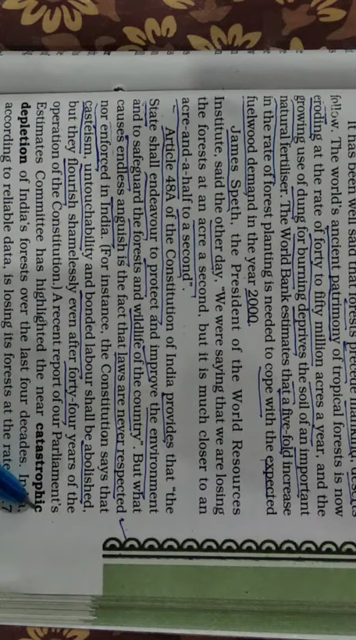 It has been well said that forests precede mankind; deserts
follow. The world's ancient patrimony of tropical forests is now
eroding at the rate of forty to fifty million acres a year, and the
growing use of dung for burning deprives the soil of an important
natural fertiliser. The World Bank estimates that a five-fold increase
in the rate of forest planting is needed to cope with the expected
fuelwood demand in the year 2000.
James Speth, the President of the World Resources
Institute, said the other day, "We were saying that we are losing
the forests at an acre a second, but it is much closer to an
acre-and-a-half to a second".
Article 48A of the Constitution of India provides that "the
State shall endeavour to protect and improve the environment
and to safeguard the forests and wildlife of the country". But what
causes endless anguish is the fact that laws are never respected
nor enforced in India. (For instance, the Constitution says that
casteism, untouchability and bonded labour shall be abolished,
but they flourish shamelessly even after forty-four years of the
operation of the Constitution.) A recent report of our Parliament's
Estimates Committee has highlighted the near catastrophic
depletion of India's forests over the last four decades.
according to reliable data, is losing its forests at the rate